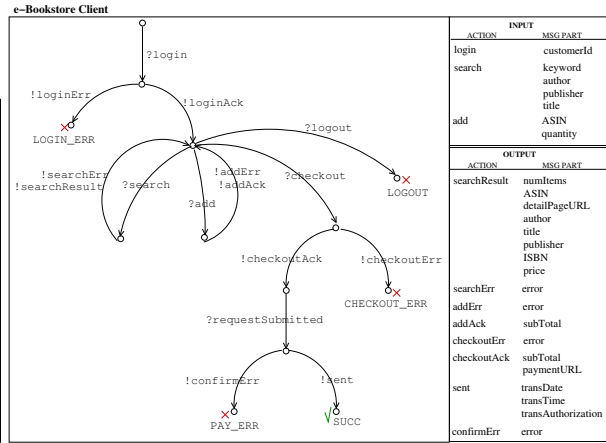 e-Bookstore Client
?login
!loginErr
!loginAck
LOGIN_ERR
?logout
LOGOUT
!searchErr
!searchResult
?search
!addErr
!addAck
?add
?checkout
!checkoutAck
!checkoutErr
CHECKOUT_ERR
?requestSubmitted
!confirmErr
!sent
PAY_ERR
SUCC
INPUT
ACTION MSG PART
login customerId
search keyword
author
publisher
title
add ASIN
quantity
OUTPUT
ACTION MSG PART
searchResult numItems
ASIN
detailPageURL
author
title
publisher
ISBN
price
searchErr error
addErr error
addAck subTotal
checkoutErr error
checkoutAck subTotal
paymentURL
sent transDate
transTime
transAuthorization
confirmErr error